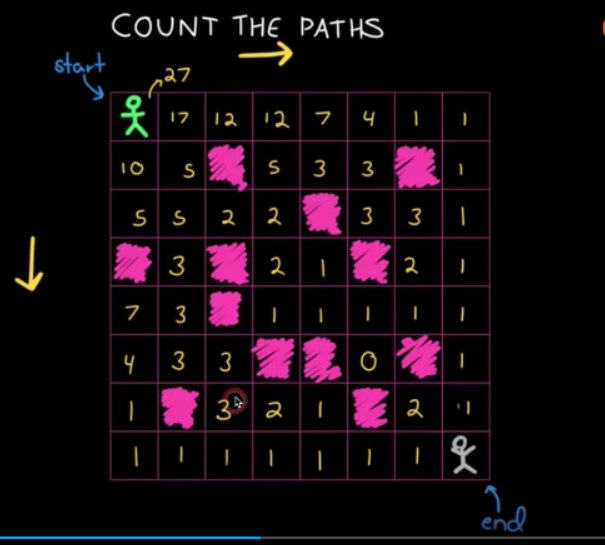 COUNT THE PATHS
start
27
17 12 12 7 4 1 1
10 5 5 3 3 1
5 5 2 2 3 3 1
3 2 1 2 1
7 3 1 1 1 1 1
4 3 3 0 1
1 3 2 1 2 1
1 1 1 1 1 1 1
end